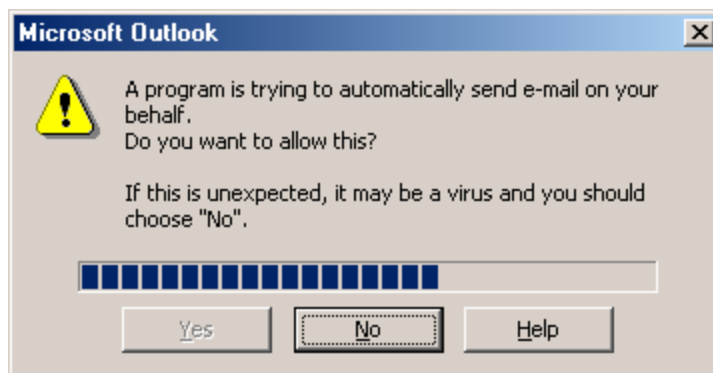 Microsoft Outlook
A program is trying to automatically send e-mail on your
behalf.
Do you want to allow this?
If this is unexpected, it may be a virus and you should
choose "No".
Yes No Help